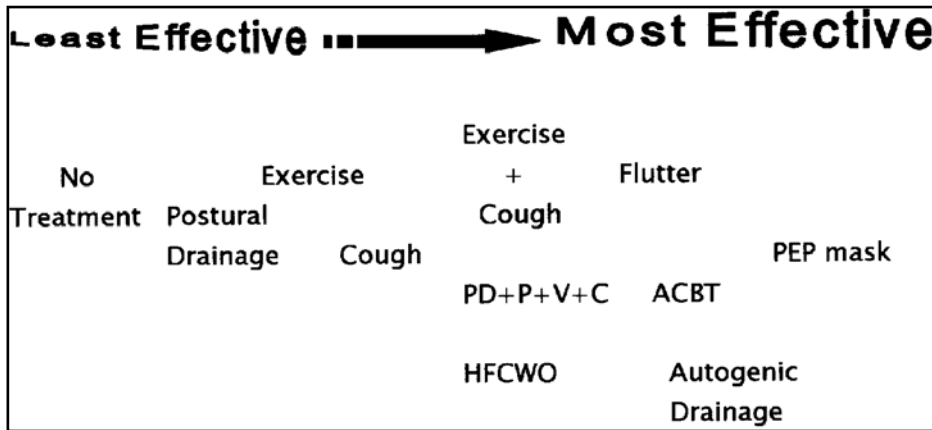 Least Effective Most Effective
Exercise
No Exercise + Flutter
Treatment Postural Cough
Drainage Cough PEP mask
PD+P+V+C ACBT
HFCWO Autogenic
Drainage